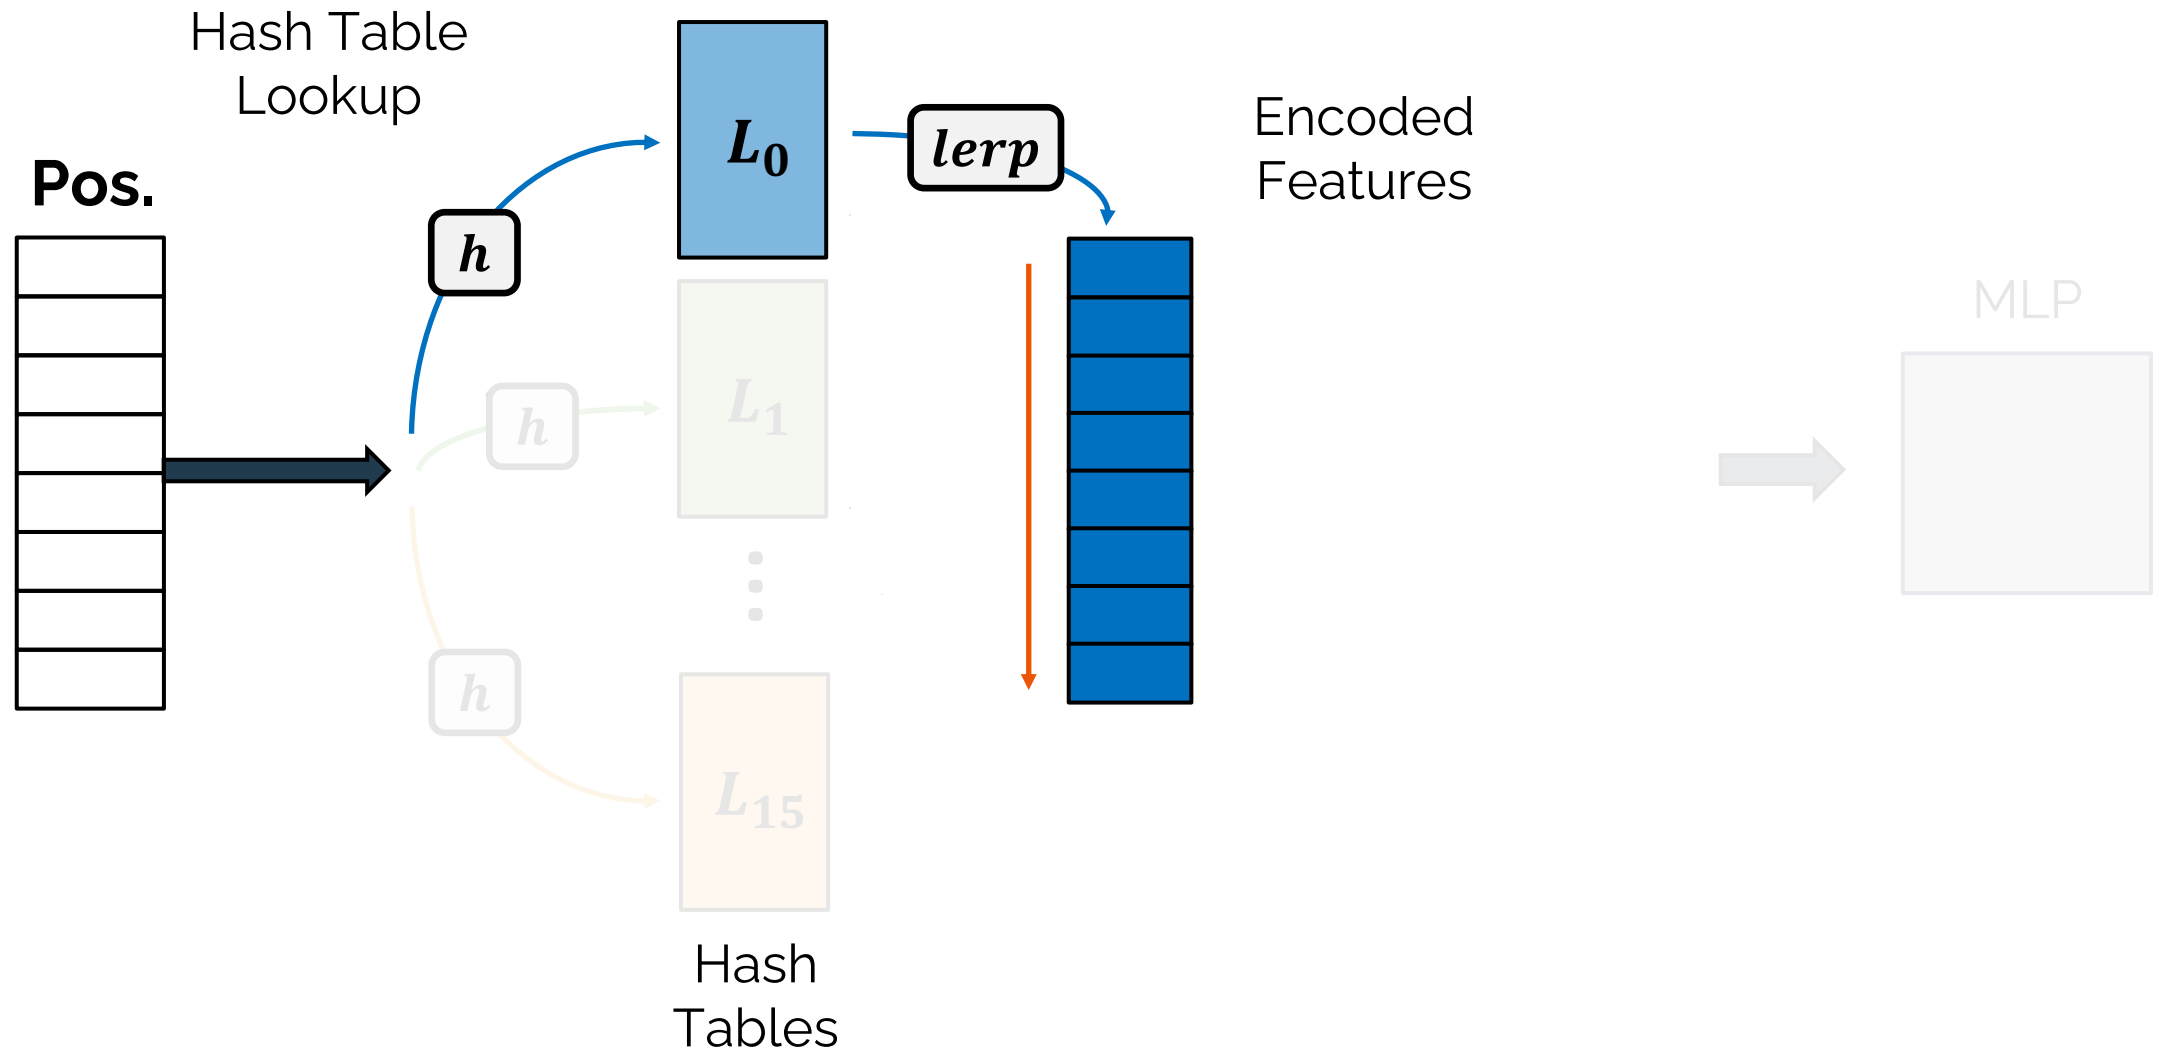 Hash Table
Lookup
Pos.
h
L0
lerp
Encoded
Features
h
L1
MLP
h
L15
Hash
Tables